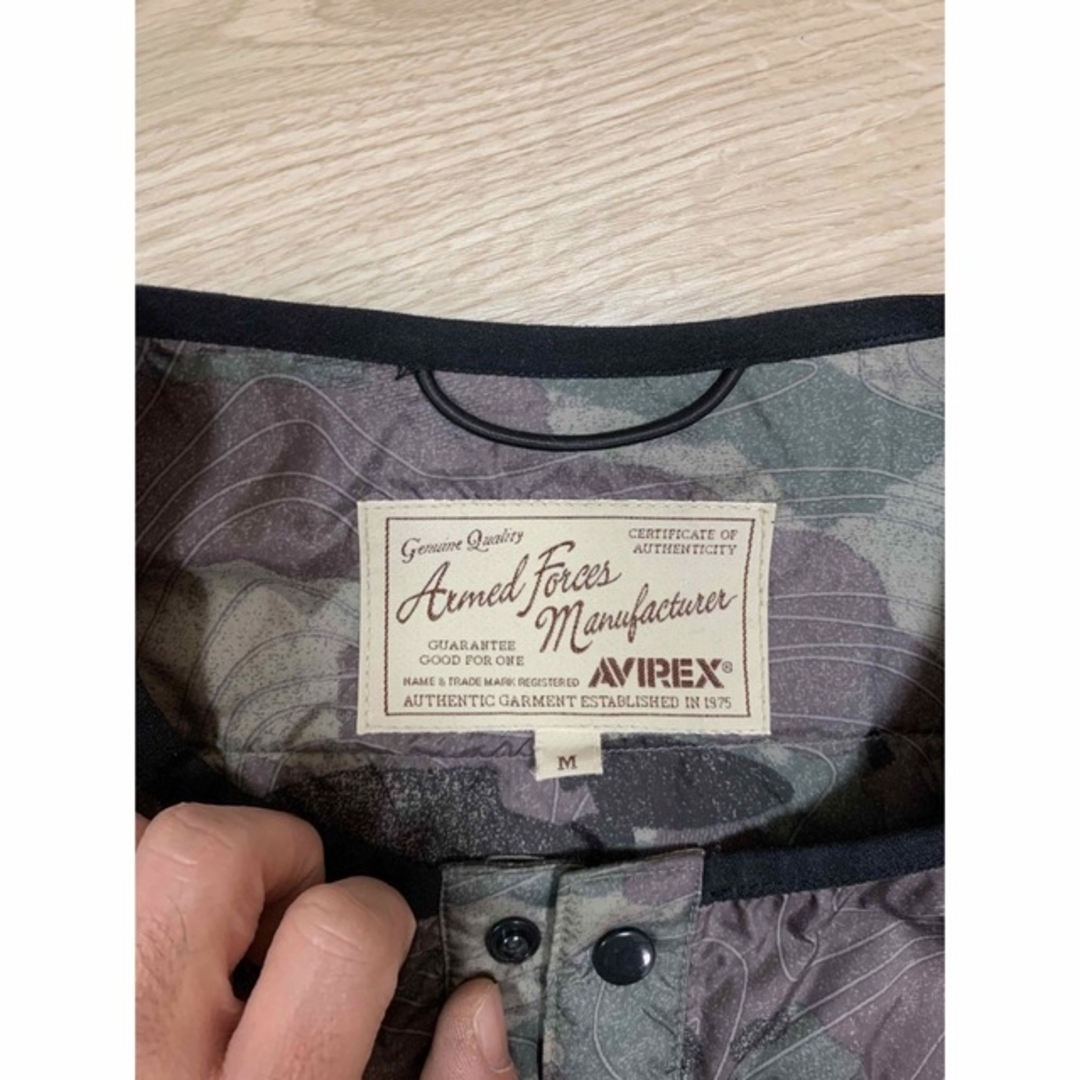 Genuine Quality
CERTIFICATE OF
AUTHENTICITY
Armed Forces
Manufacturer
GUARANTEE
GOOD FOR ONE
NAME & TRADE MARK REGISTERED
AVIREX®
AUTHENTIC GARMENT ESTABLISHED IN 1975
M